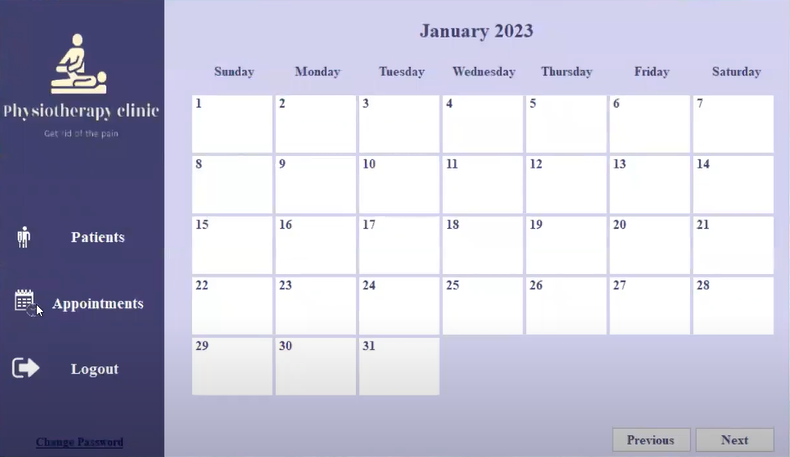 Physiotherapy clinic
Get rid of the pain
Patients
Appointments
Logout
Change Password
January 2023
Sunday Monday Tuesday Wednesday Thursday Friday Saturday
1 2 3 4 5 6 7
8 9 10 11 12 13 14
15 16 17 18 19 20 21
22 23 24 25 26 27 28
29 30 31
Previous Next